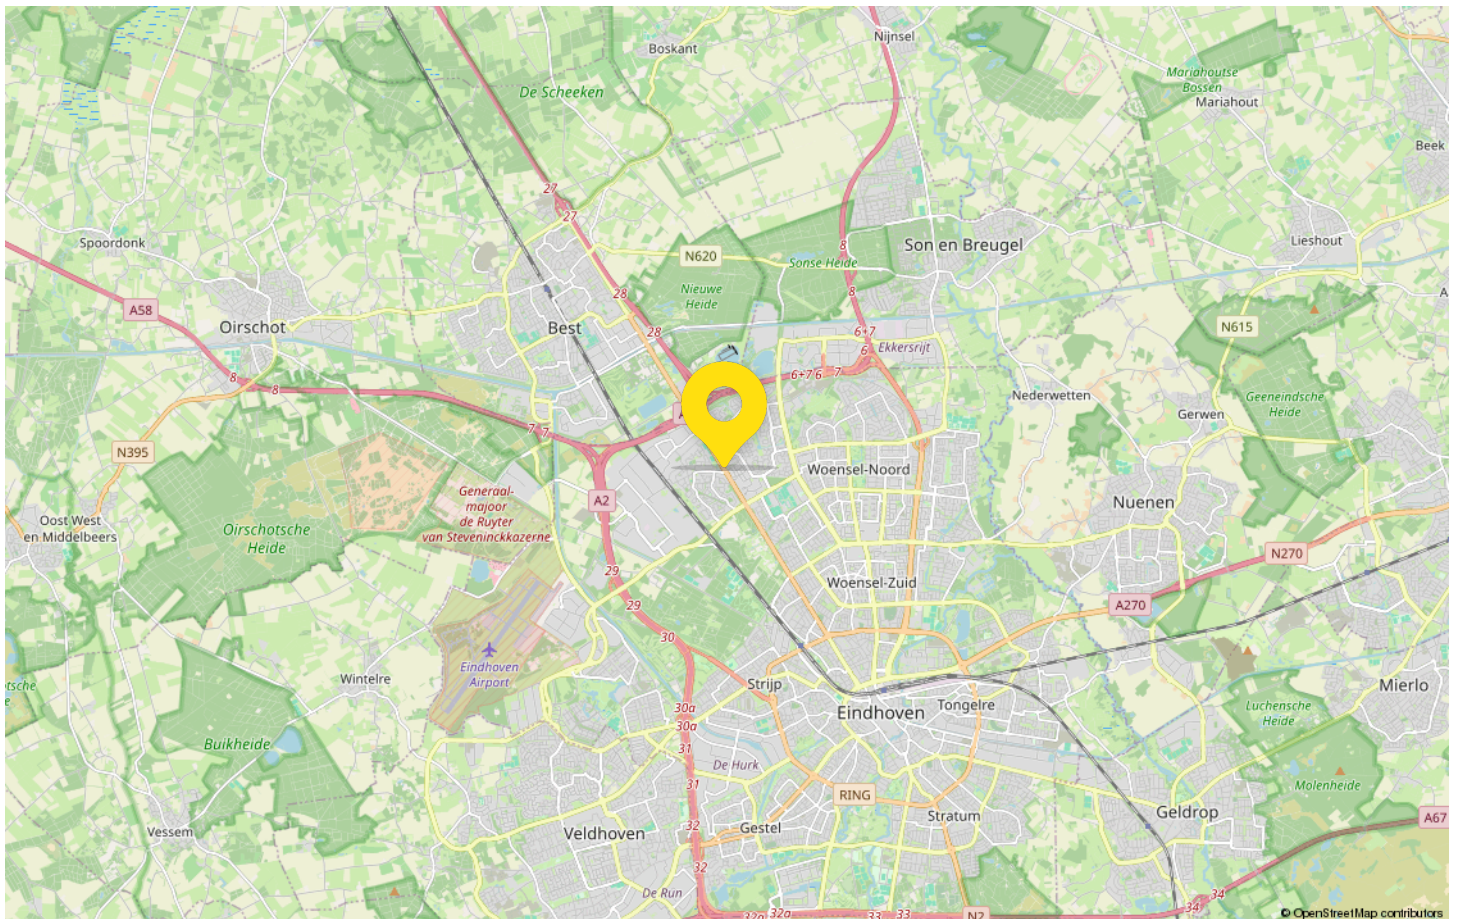 Nijnsel
Boskant
Mariahoutse
Bossen
De Scheeken
Mariahout
Beek
27
27
Spoordonk
Son en Breugel
Lieshout
8
N620
Sonse Heide
Nieuwe
Heide
28
8
A58
Oirschot
Best
28
6+7
6
Ekkersrijt
N615
8
8
6+7
6
7
Nederwetten
Geeneindsche
Heide
Gerwen
7
7
N395
Woensel-Noord
Generaal-
majoor
de Ruyter
van Steveninckkazerne
A2
Nuenen
Oost West
en Middelbeers
Oirschotsche
Heide
N270
29
Woensel-Zuid
29
A270
30
Eindhoven
Airport
Wintelre
Strijp
Mierlo
30a
30a
Eindhoven
Tongelre
Luchensche
Heide
Buikheide
31
De Hurk
31
Molenheide
RING
Vessem
Veldhoven
32
Gestel
Stratum
Geldrop
A67
32
De Run
34
34
32a
32a
33
33
N2
© OpenStreetMap contributors